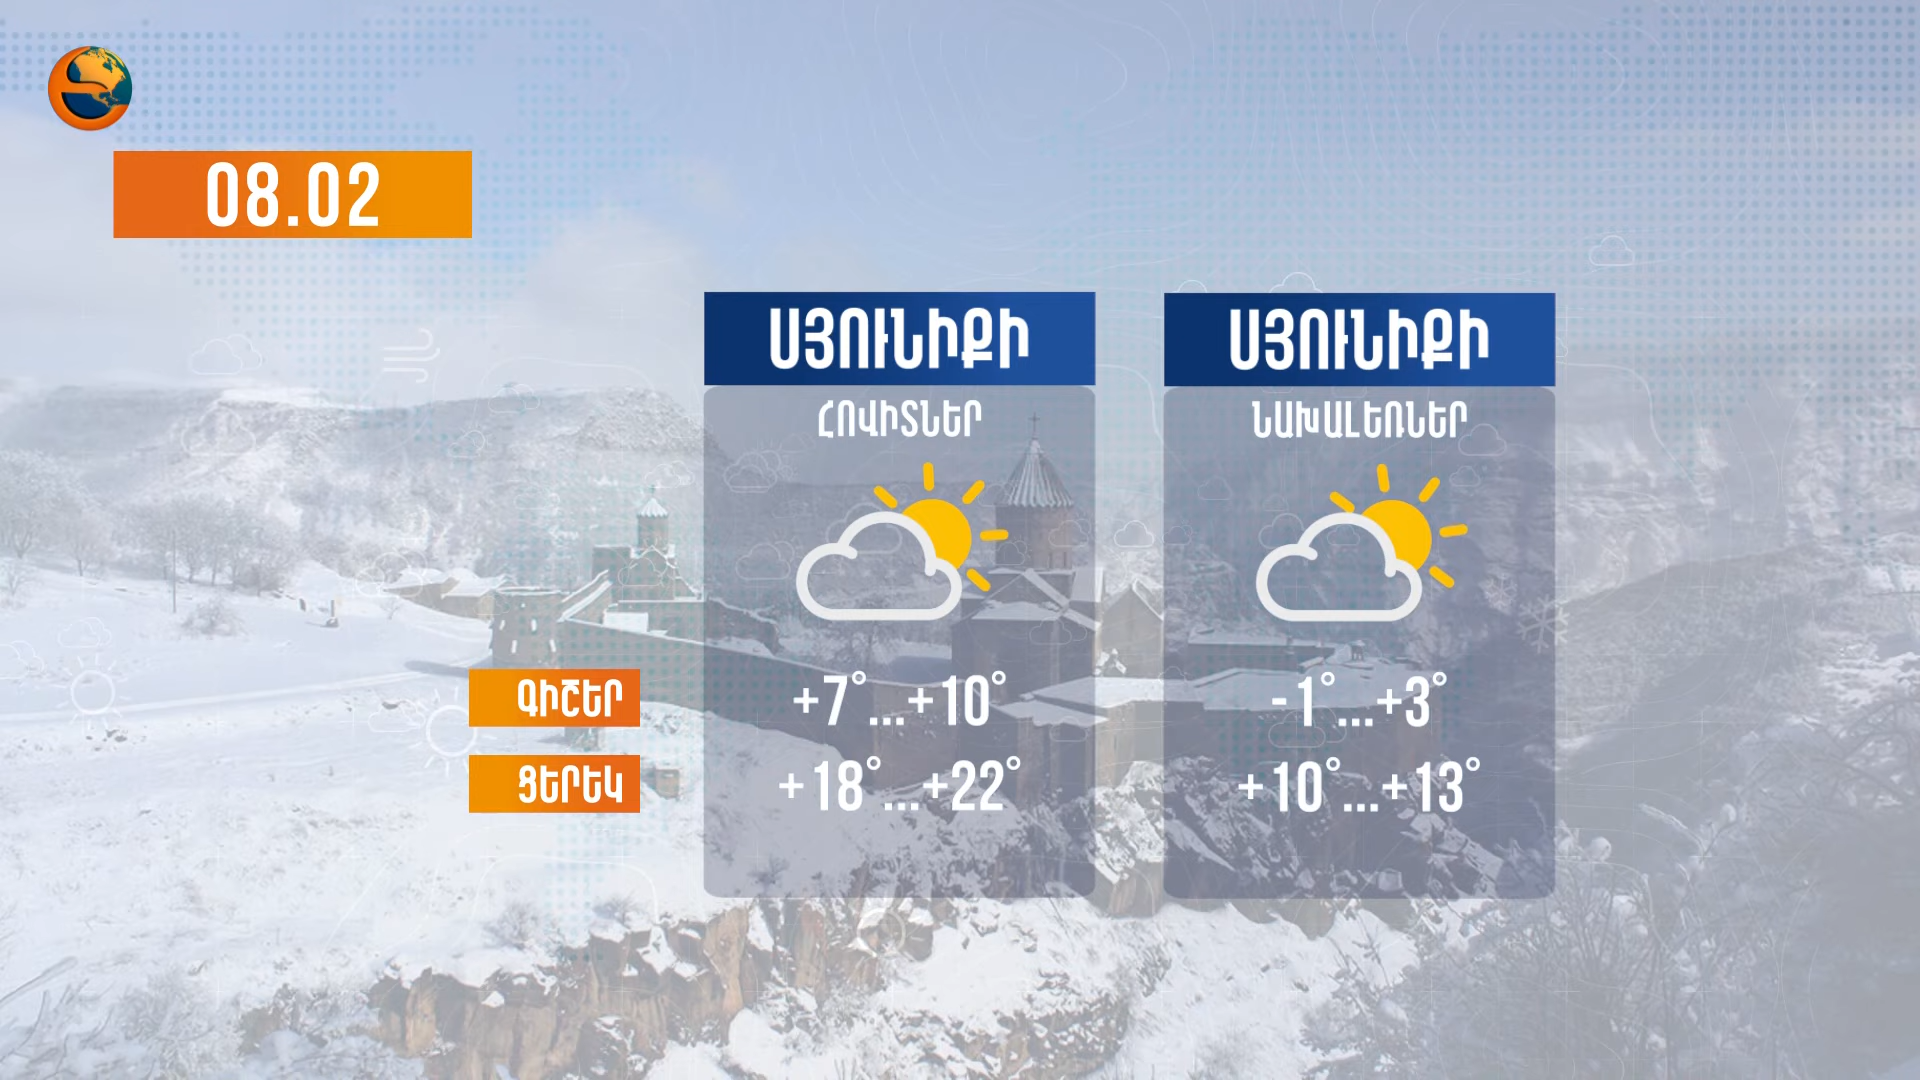 08.02
ՍՅՈՒՆԻՔԻ
ՀՈՎԻՏՆԵՐ
ՍՅՈՒՆԻՔԻ
ՆԱԽԱԼԵՌՆԵՐ
ԳԻՇԵՐ
+7°...+10°
-1°...+3°
ՑԵՐԵԿ
+18°...+22°
+10°...+13°